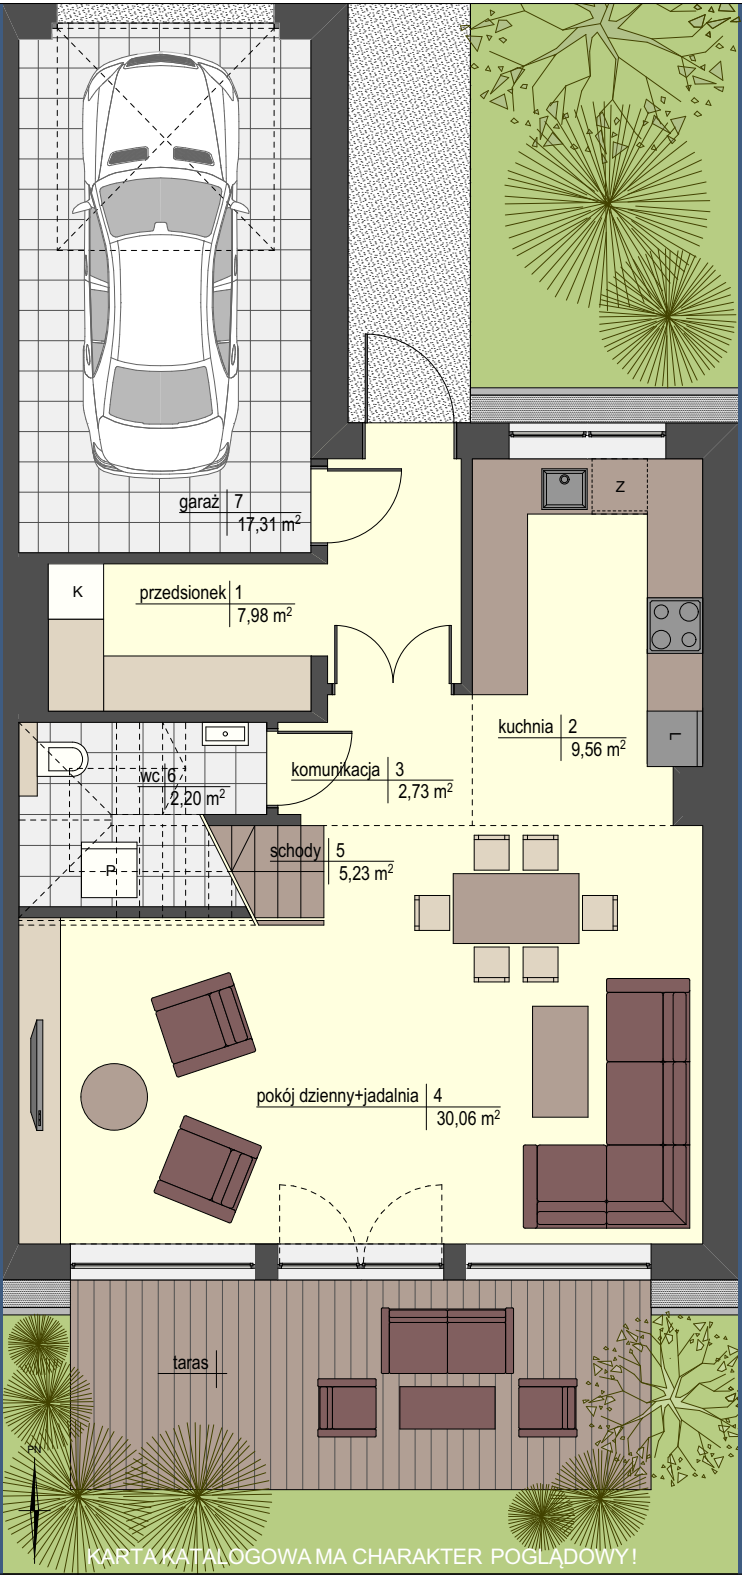 garaż 7
17,31 m²
Z
K
przedsionek 1
7,98 m²
kuchnia 2
9,56 m²
L
komunikacja 3
2,73 m²
wc 6
2,20 m²
schody 5
5,23 m²
P
pokój dzienny+jadalnia 4
30,06 m²
taras
PN
KARTA KATALOGOWA MA CHARAKTER POGLĄDOWY!